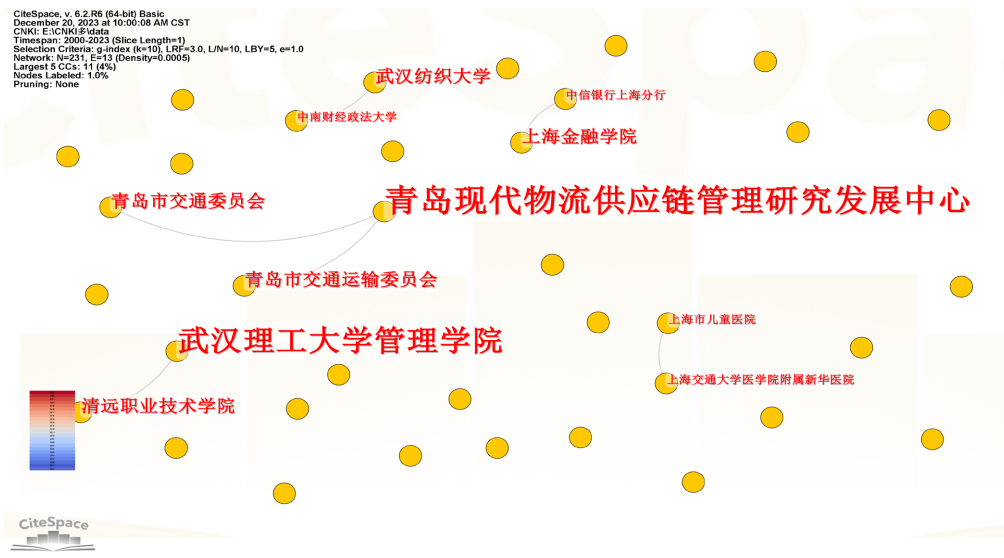 CiteSpace, v. 6.2.R6 (64-bit) Basic
December 20, 2023 at 10:00:08 AM CST
CNKI: E:\CNKI多\data
Timespan: 2000-2023 (Slice Length=1)
Selection Criteria: g-index (k=10), LRF=3.0, L/N=10, LBY=5, e=1.0
Network: N=231, E=13 (Density=0.0005)
Largest 5 CCs: 11 (4%)
Nodes Labeled: 1.0%
Pruning: None
武汉纺织大学
中信银行上海分行
中南财经政法大学
上海金融学院
青岛市交通委员会
青岛现代物流供应链管理研究发展中心
青岛市交通运输委员会
上海市儿童医院
武汉理工大学管理学院
上海交通大学医学院附属新华医院
清远职业技术学院
CiteSpace